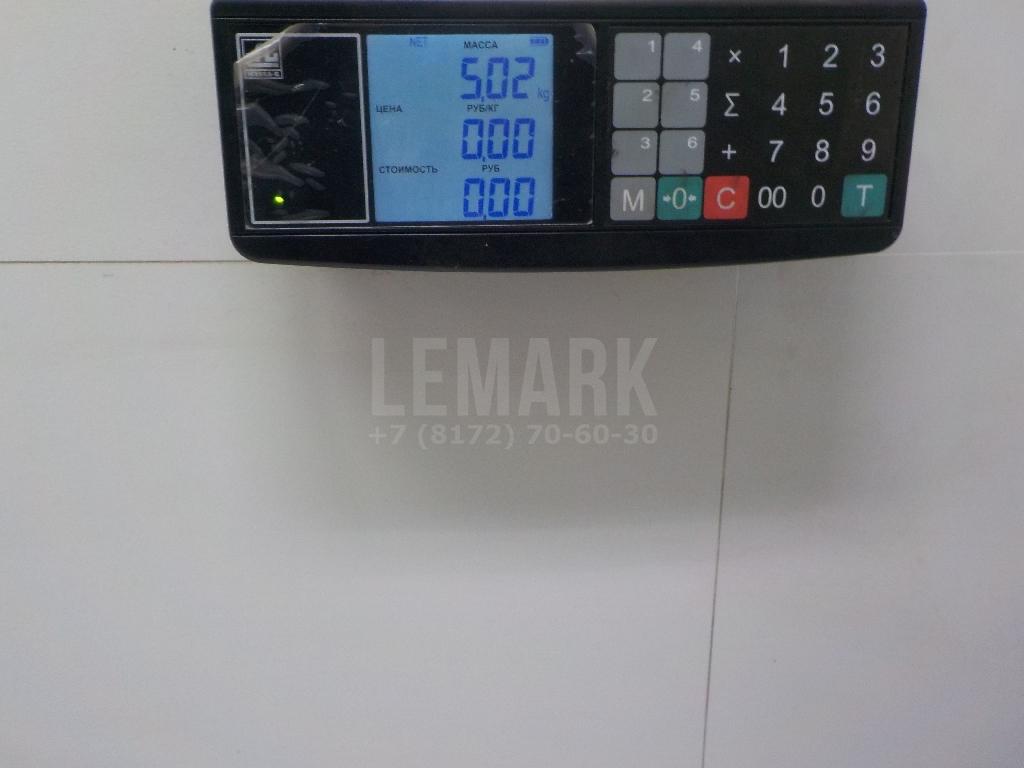 NET МАССА
5,02 kg
ЦЕНА РУБ/КГ
0,00
СТОИМОСТЬ РУБ
0,00
1 4 × 1 2 3
2 5 Σ 4 5 6
3 6 + 7 8 9
M →0← C 00 0 T
LEMARK
+7 (8172) 70-60-30